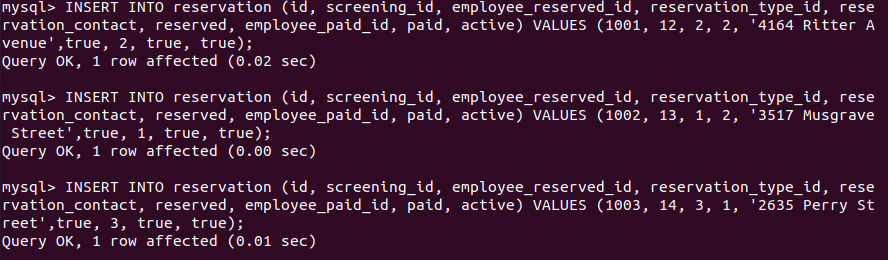 mysql> INSERT INTO reservation (id, screening_id, employee_reserved_id, reservation_type_id, rese
rvation_contact, reserved, employee_paid_id, paid, active) VALUES (1001, 12, 2, 2, '4164 Ritter A
venue',true, 2, true, true);
Query OK, 1 row affected (0.02 sec)

mysql> INSERT INTO reservation (id, screening_id, employee_reserved_id, reservation_type_id, rese
rvation_contact, reserved, employee_paid_id, paid, active) VALUES (1002, 13, 1, 2, '3517 Musgrave
 Street',true, 1, true, true);
Query OK, 1 row affected (0.00 sec)

mysql> INSERT INTO reservation (id, screening_id, employee_reserved_id, reservation_type_id, rese
rvation_contact, reserved, employee_paid_id, paid, active) VALUES (1003, 14, 3, 1, '2635 Perry St
reet',true, 3, true, true);
Query OK, 1 row affected (0.01 sec)